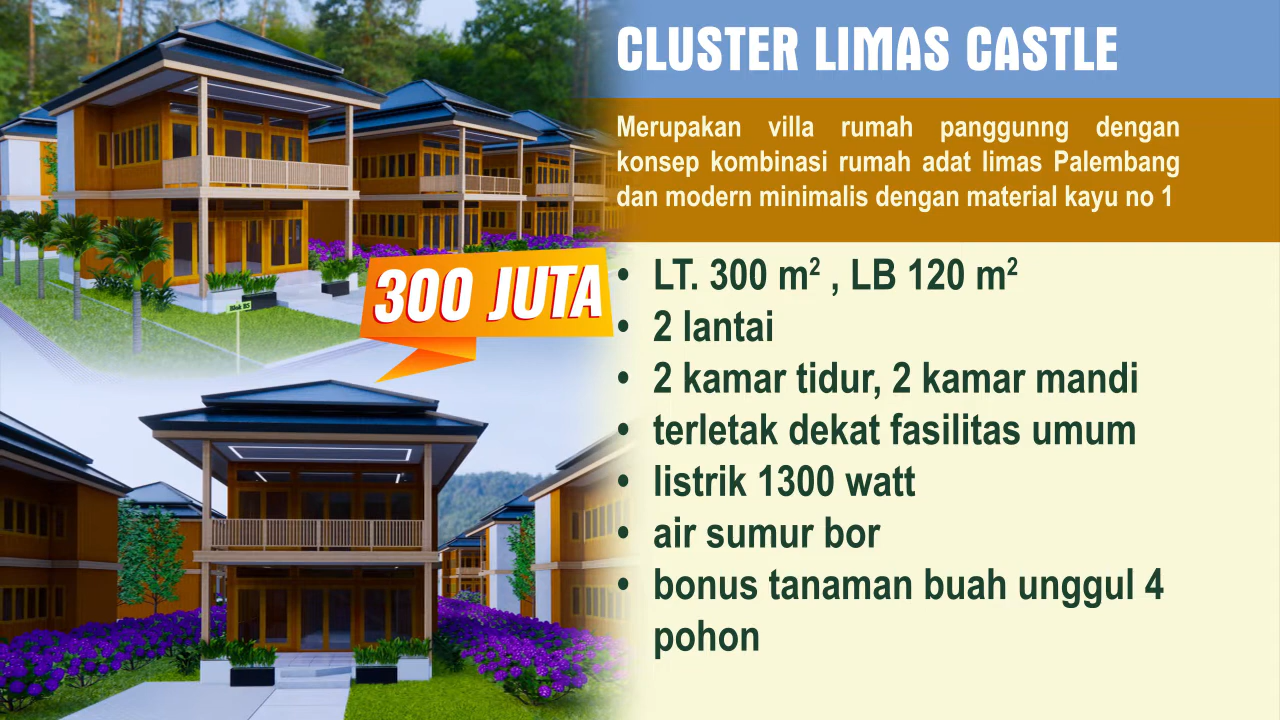 CLUSTER LIMAS CASTLE
Merupakan villa rumah panggunng dengan
konsep kombinasi rumah adat limas Palembang
dan modern minimalis dengan material kayu no 1
300 JUTA
• LT. 300 m² , LB 120 m²
• 2 lantai
• 2 kamar tidur, 2 kamar mandi
• terletak dekat fasilitas umum
• listrik 1300 watt
• air sumur bor
• bonus tanaman buah unggul 4
pohon